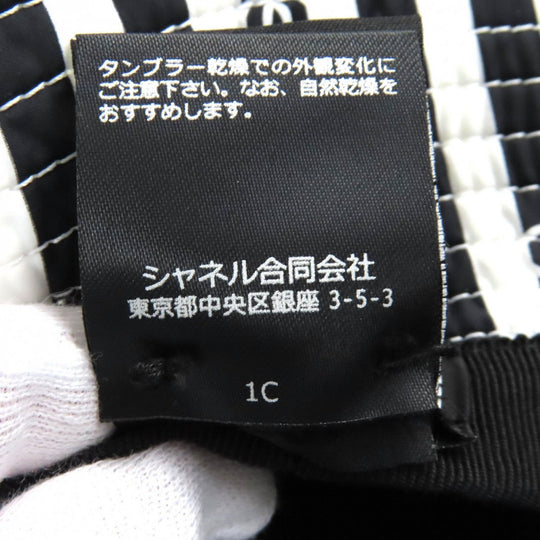 タンブラー乾燥での外観変化に
ご注意下さい。なお、自然乾燥を
おすすめします。
シャネル合同会社
東京都中央区銀座 3-5-3
1C